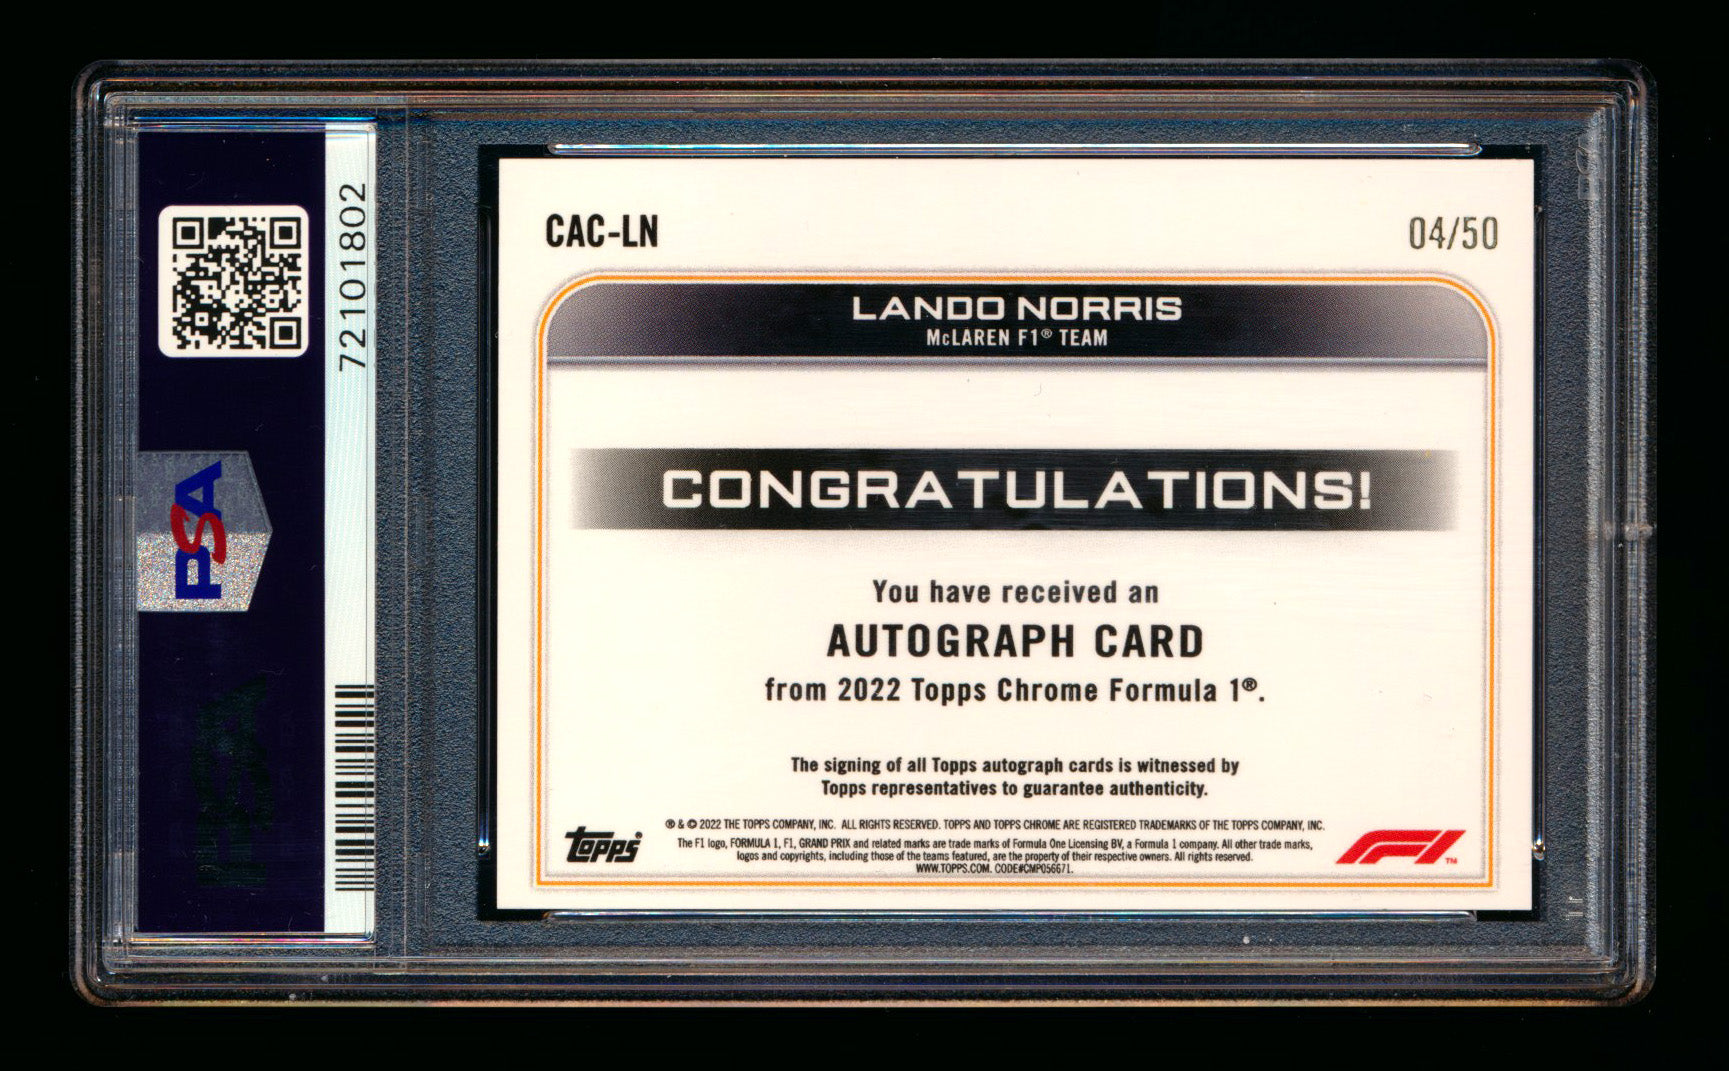 72101802
PSA
CAC-LN
04/50
LANDO NORRIS
McLAREN F1® TEAM
CONGRATULATIONS!
You have received an
AUTOGRAPH CARD
from 2022 Topps Chrome Formula 1®.
The signing of all Topps autograph cards is witnessed by
Topps representatives to guarantee authenticity.
® & © 2022 THE TOPPS COMPANY, INC. ALL RIGHTS RESERVED. TOPPS AND TOPPS CHROME ARE REGISTERED TRADEMARKS OF THE TOPPS COMPANY, INC.
The F1 logo, FORMULA 1, F1, GRAND PRIX and related marks are trade marks of Formula One Licensing BV, a Formula 1 company. All other trade marks,
logos and copyrights, including those of the teams featured, are the property of their respective owners. All rights reserved.
WWW.TOPPS.COM. CODE#CMP056671.
topps
F1 ™
PSA